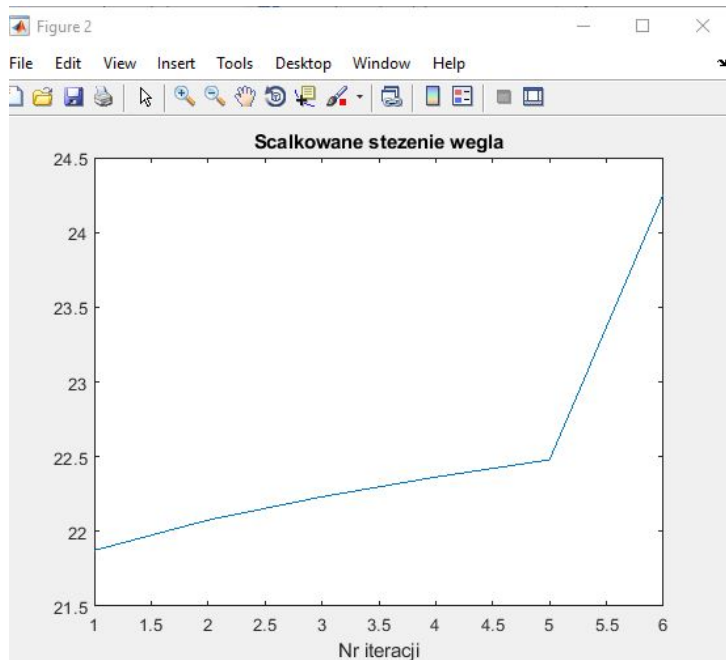 Figure 2
File Edit View Insert Tools Desktop Window Help
Scalkowane stezenie wegla
24.5
24
23.5
23
22.5
22
21.5
1 1.5 2 2.5 3 3.5 4 4.5 5 5.5 6
Nr iteracji